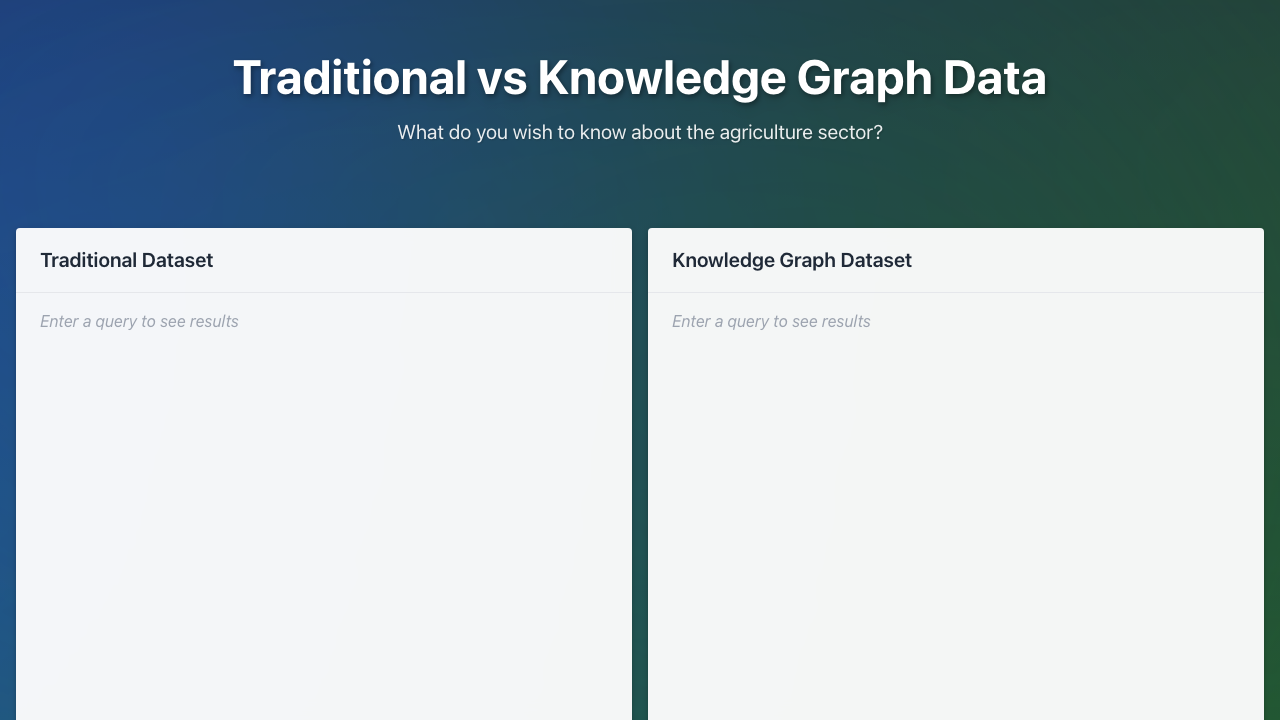 Traditional vs Knowledge Graph Data
What do you wish to know about the agriculture sector?
Traditional Dataset
Enter a query to see results
Knowledge Graph Dataset
Enter a query to see results